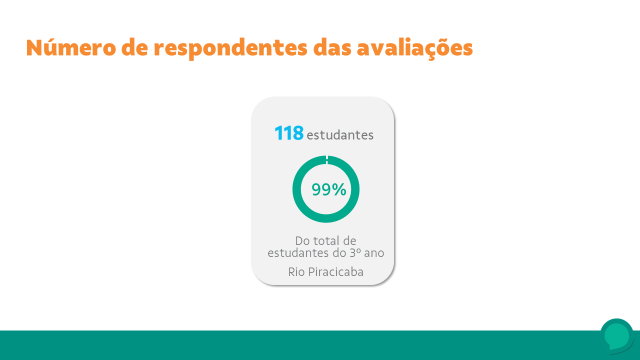 Número de respondentes das avaliações
118 estudantes
99%
Do total de
estudantes do 3º ano
Rio Piracicaba